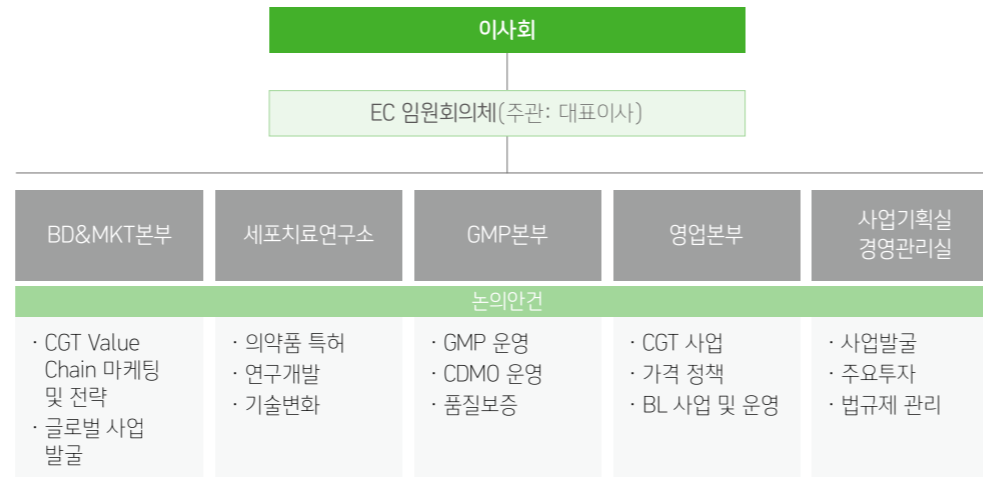 이사회
EC 임원회의체(주관: 대표이사)
BD&MKT본부
세포치료연구소
GMP본부
영업본부
사업기획실
경영관리실
논의안건
· CGT Value
Chain 마케팅
및 전략
· 글로벌 사업
발굴
· 의약품 특허
· 연구개발
· 기술변화
· GMP 운영
· CDMO 운영
· 품질보증
· CGT 사업
· 가격 정책
· BL 사업 및 운영
· 사업발굴
· 주요투자
· 법규제 관리